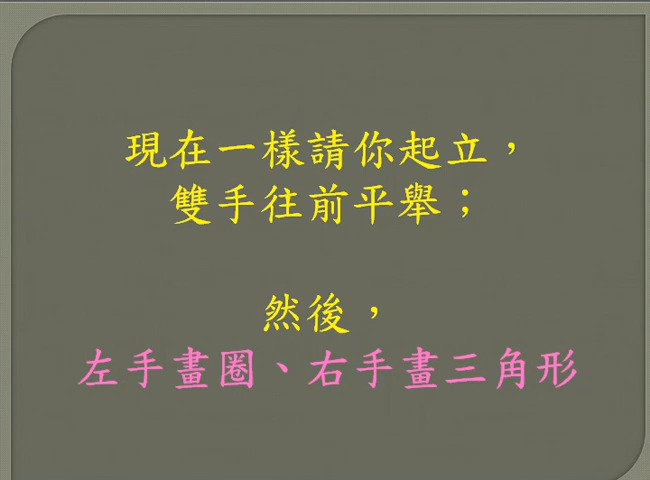 現在一樣請你起立，
雙手往前平舉；
然後，
左手畫圈、右手畫三角形